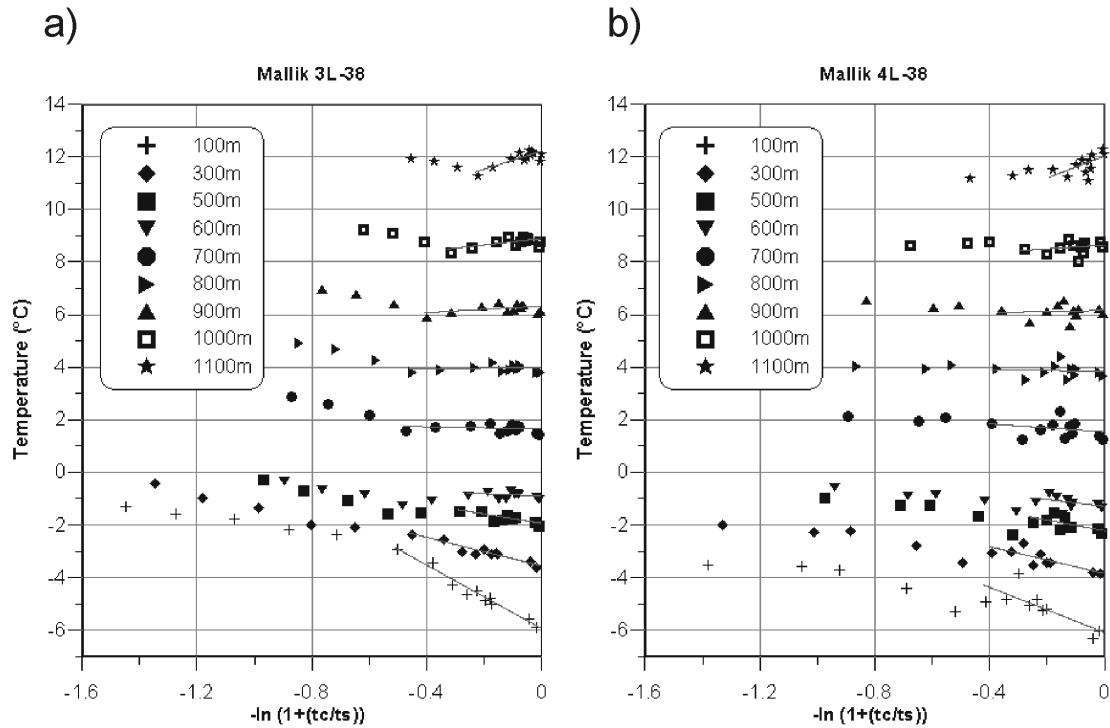 a)
Mallik 3L-38
14
12
10
8
6
4
2
0
-2
-4
-6
Temperature (°C)
100m
300m
500m
600m
700m
800m
900m
1000m
1100m
-1.6
-1.2
-0.8
-0.4
0
-ln (1+(tc/ts))
b)
Mallik 4L-38
14
12
10
8
6
4
2
0
-2
-4
-6
Temperature (°C)
100m
300m
500m
600m
700m
800m
900m
1000m
1100m
-1.6
-1.2
-0.8
-0.4
0
-ln (1+(tc/ts))